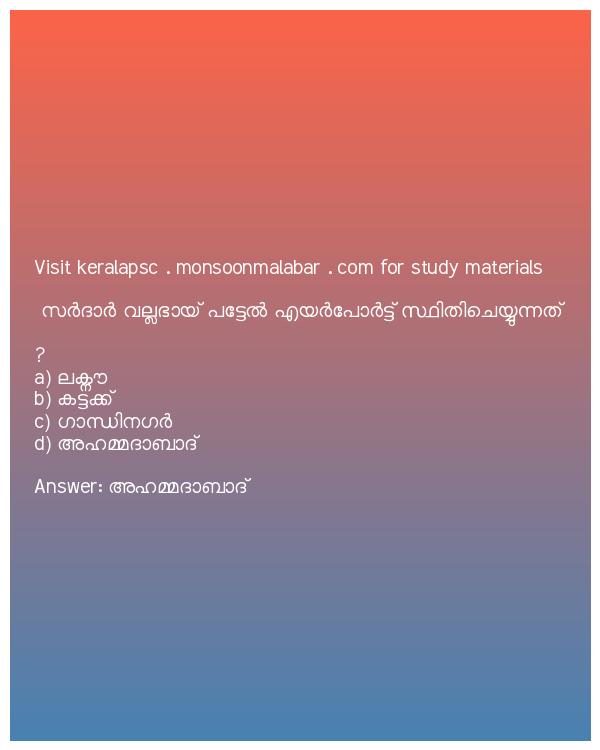 Visit keralapsc . monsoonmalabar . com for study materials
സർദാർ വല്ലഭായ് പട്ടേൽ എയർപോർട്ട് സ്ഥിതിചെയ്യുന്നത്
?
a) ലക്നൗ
b) കട്ടക്ക്
c) ഗാന്ധിനഗർ
d) അഹമ്മദാബാദ്
Answer: അഹമ്മദാബാദ്